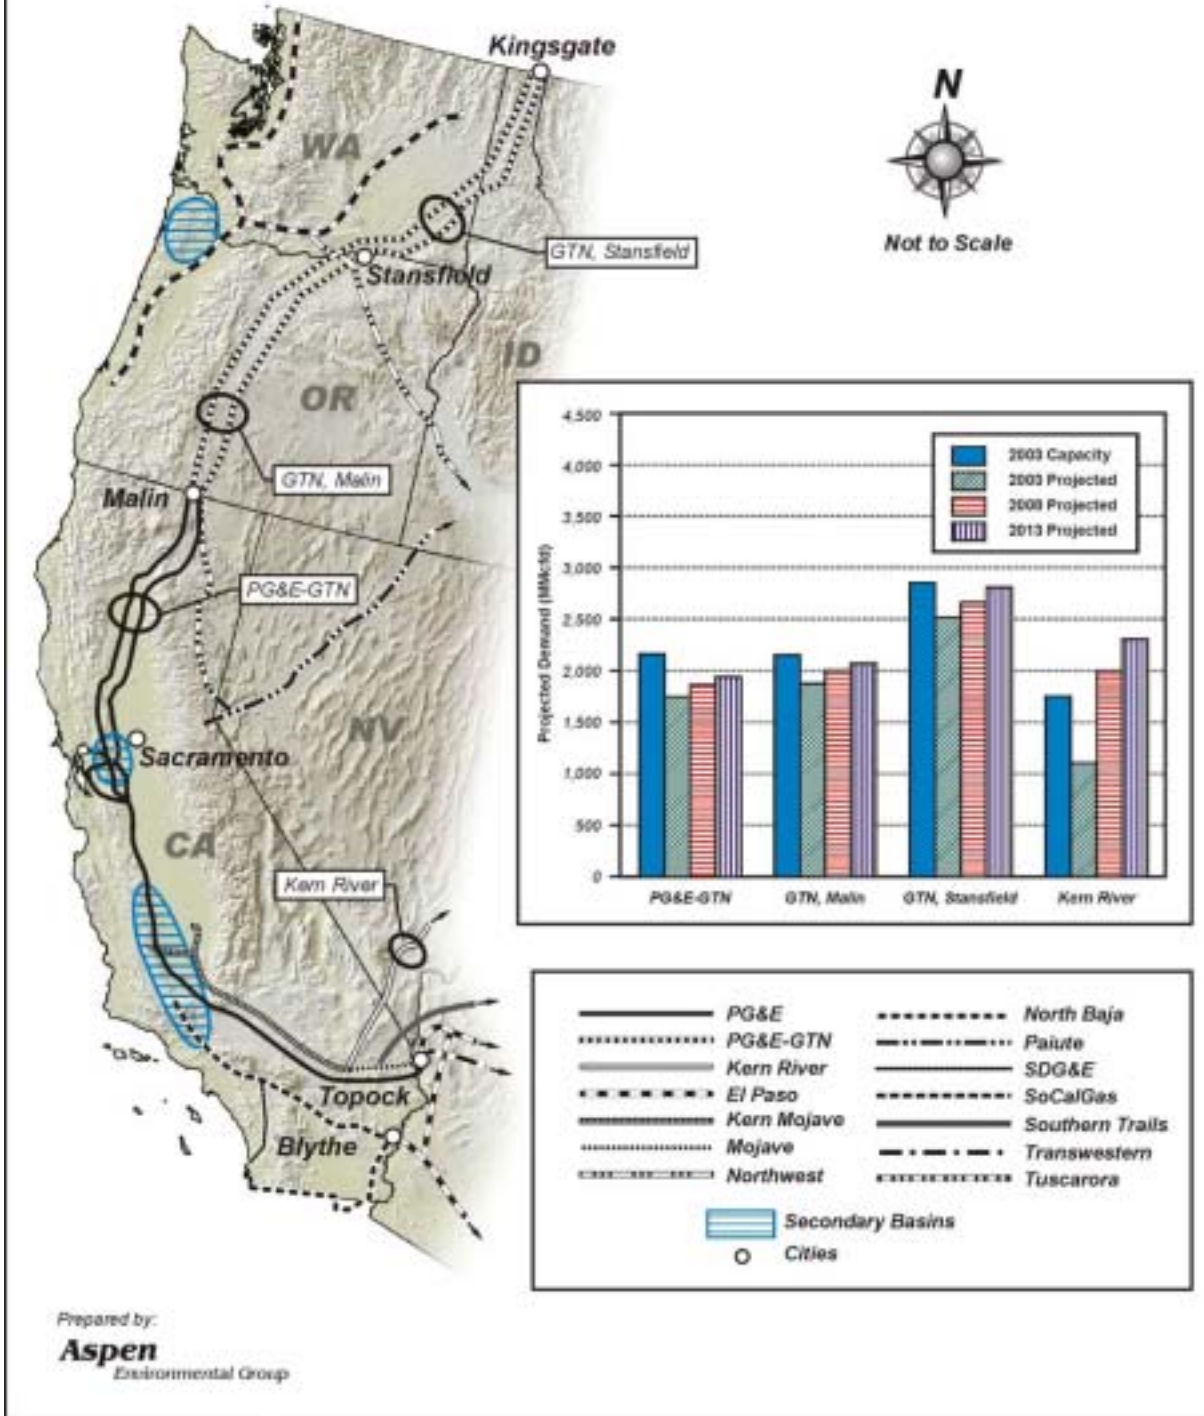 Kingsgate
N
Not to Scale
WA
GTN, Stansfield
Stansfield
ID
OR
GTN, Malin
Malin
PG&E-GTN
NV
Sacramento
CA
Kern River
Topock
Blythe
Projected Demand (MMcfd)
4,500
4,000
3,500
3,000
2,500
2,000
1,500
1,000
500
0
2003 Capacity
2003 Projected
2008 Projected
2013 Projected
PG&E-GTN
GTN, Malin
GTN, Stansfield
Kern River
PG&E
PG&E-GTN
Kern River
El Paso
Kern Mojave
Mojave
Northwest
North Baja
Paiute
SDG&E
SoCalGas
Southern Trails
Transwestern
Tuscarora
Secondary Basins
Cities
Prepared by:
Aspen
Environmental Group